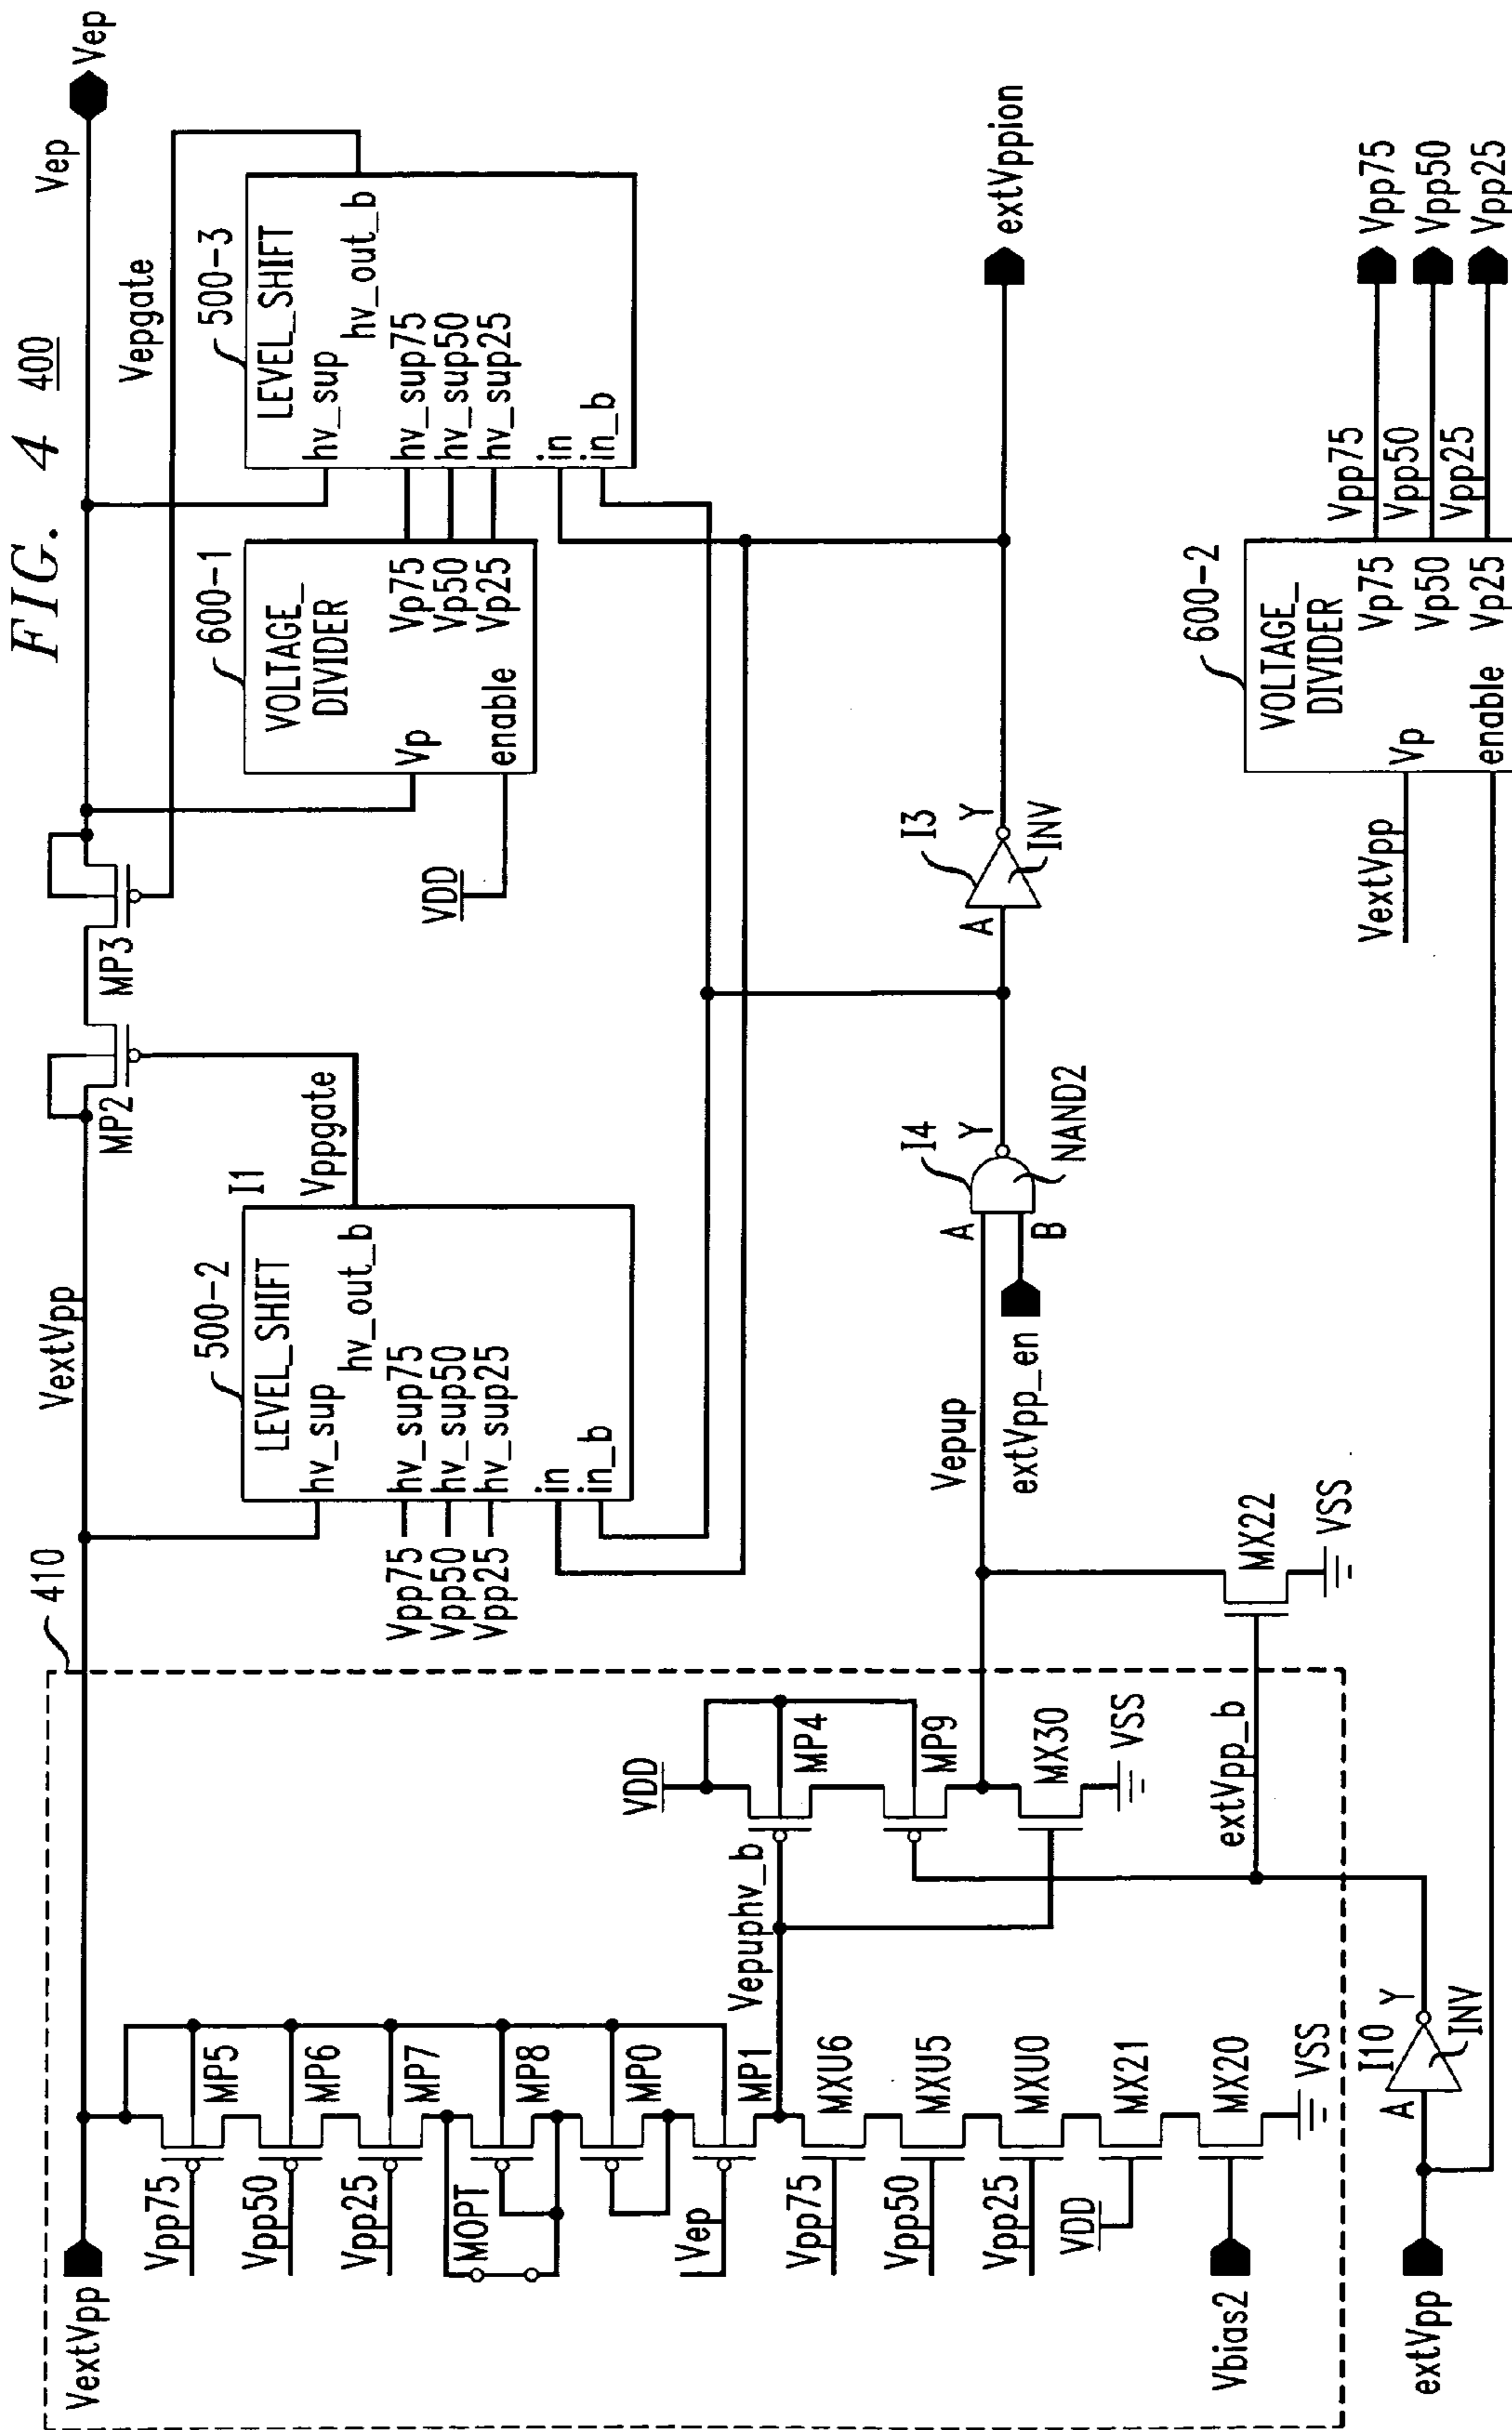 FIG. 4 400
VextVpp
410
VextVpp
Vpp75
MP5
Vpp50
MP6
Vpp25
MP7
MOPT
MP8
MP0
Vep
MP1
Vepuphv_b
Vpp75
MXU6
Vpp50
MXU5
Vpp25
MXU0
VDD
MX21
Vbias2
MX20
VSS
VDD
MP4
MP9
MX30
VSS
extVpp_b
extVpp
A
I10
Y
INV
MX22
VSS
Vepup
extVpp_en
A
B
I4
Y
NAND2
500-2
I1
LEVEL_SHIFT
hv_sup
hv_out_b
Vpp75
hv_sup75
Vpp50
hv_sup50
Vpp25
hv_sup25
in
in_b
Vppgate
MP2
MP3
A
I3
Y
INV
VDD
600-1
VOLTAGE_
DIVIDER
Vp
enable
Vp75
Vp50
Vp25
500-3
LEVEL_SHIFT
hv_sup
hv_out_b
hv_sup75
hv_sup50
hv_sup25
in
in_b
Vepgate
Vep
Vep
extVppion
VextVpp
600-2
VOLTAGE_
DIVIDER
Vp
enable
Vp75
Vp50
Vp25
Vpp75
Vpp50
Vpp25
Vpp75
Vpp50
Vpp25